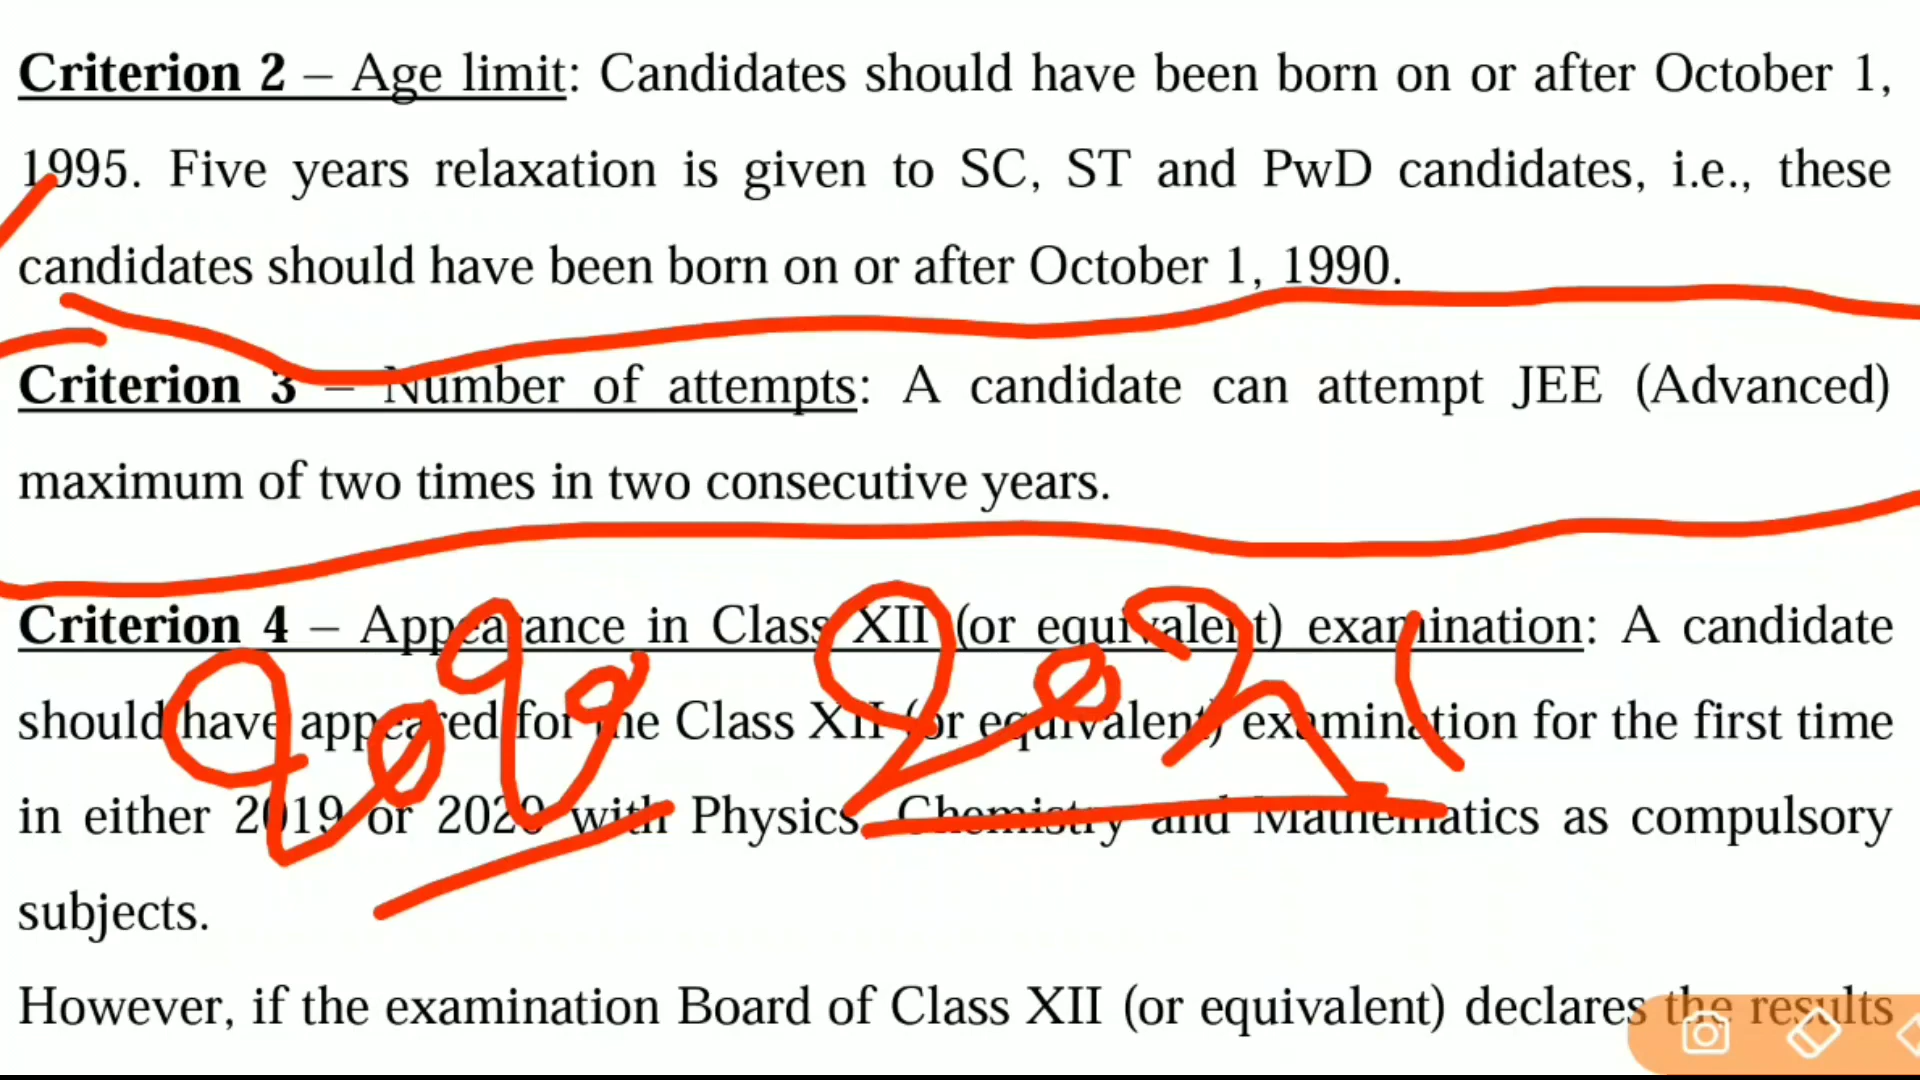 Criterion 2 – Age limit: Candidates should have been born on or after October 1,
1995. Five years relaxation is given to SC, ST and PwD candidates, i.e., these
candidates should have been born on or after October 1, 1990.
Criterion 3 – Number of attempts: A candidate can attempt JEE (Advanced)
maximum of two times in two consecutive years.
Criterion 4 – Appearance in Class XII (or equivalent) examination: A candidate
should have appeared for the Class XII (or equivalent) examination for the first time
2020 2021
in either 2019 or 2020 with Physics, Chemistry and Mathematics as compulsory
subjects.
However, if the examination Board of Class XII (or equivalent) declares the results